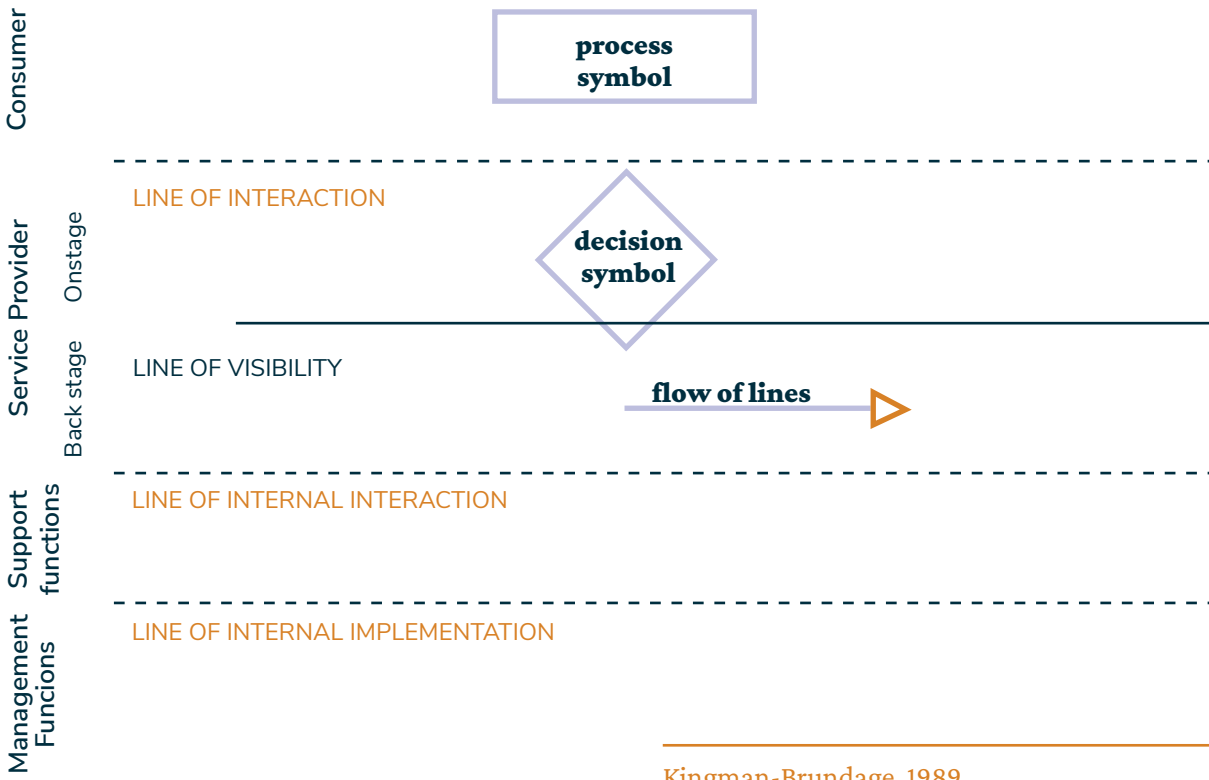 Consumer
process
symbol
LINE OF INTERACTION
Service Provider
Onstage
decision
symbol
Back stage
LINE OF VISIBILITY
flow of lines
Support
functions
LINE OF INTERNAL INTERACTION
Management
Funcions
LINE OF INTERNAL IMPLEMENTATION
Kingman-Brundage, 1989